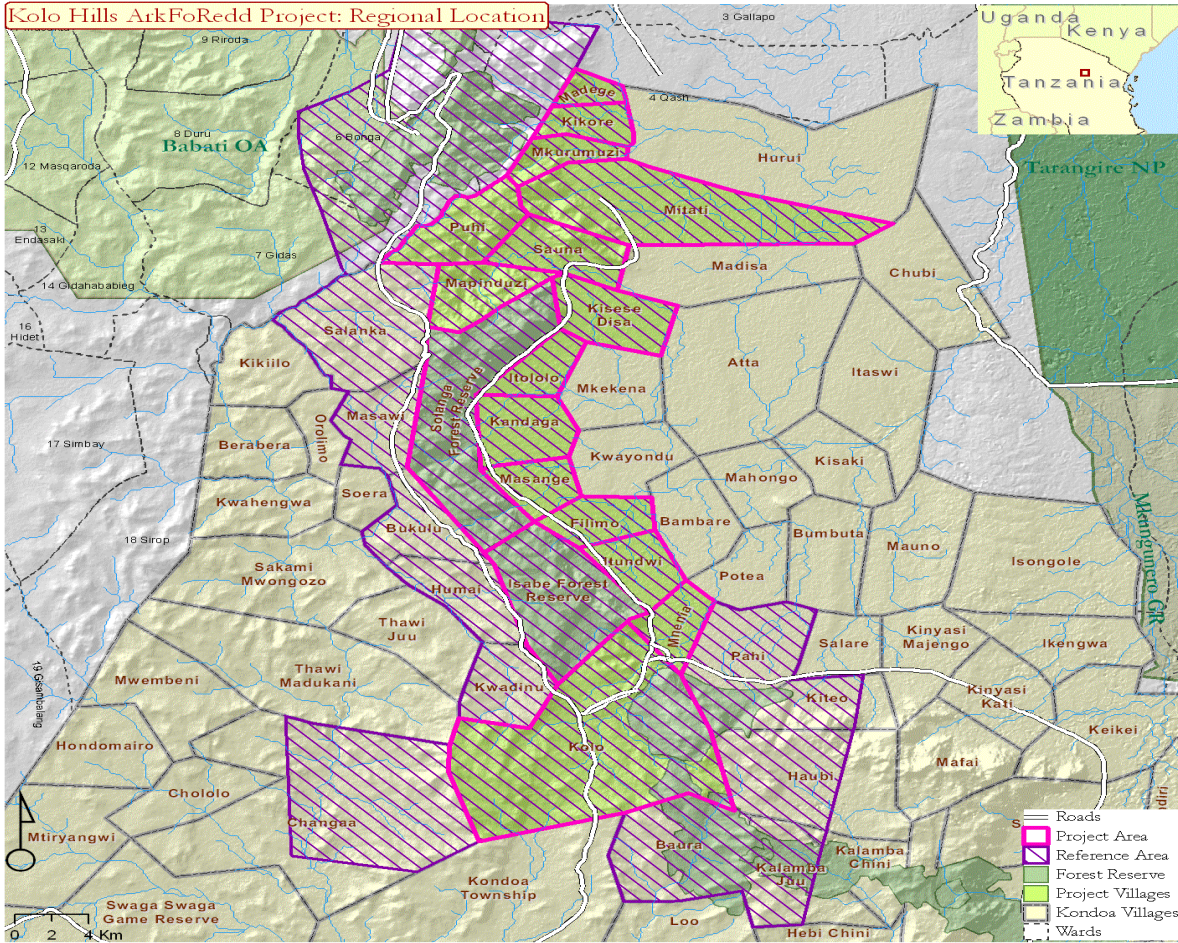 Kolo Hills ArkFoRedd Project: Regional Location
3 Gallapo
Uganda
Kenya
Tanzania
Zambia
9 Riroda
4 Qash
Madege
Kikore
8 Duru
6 Bonga
Babati OA
Mkurumuzi
Hurui
12 Masqaroda
Tarangire NP
Mitati
13
Endasaki
Puhi
Sauna
7 Gidas
Madisa
Chubi
14 Gidahababieg
Mapinduzi
16
Hidet
Salanka
Kisese
Disa
Kikiilo
Atta
Itaswi
Itololo
Mkekena
Solanga
Forest Reserve
Masawi
Orolimo
Kandaga
17 Simbay
Berabera
Kwayondu
Kisaki
Masange
Mahongo
Kwahengwa
Soera
Bukulu
Filimo
Bambare
18 Sirop
Bumbuta
Mauno
Isongole
Sakami
Mwongozo
Humai
Isabe Forest
Reserve
Itundwi
Potea
Thawi
Juu
Mnenia
Salare
Kinyasi
Majengo
Ikengwa
Pahi
Mwembeni
Thawi
Madukani
Kwadinu
Kiteo
Kinyasi
Kati
19 Gisambalang
Hondomairo
Kolo
Keikei
Haubi
Mafai
Chololo
Changaa
Mtiryangwi
Baura
Kalamba
Chini
Kalamba
Juu
Kondoa
Township
Swaga Swaga
Game Reserve
Loo
Hebi Chini
0 2 4 Km
Roads
Project Area
Reference Area
Forest Reserve
Project Villages
Kondoa Villages
Wards